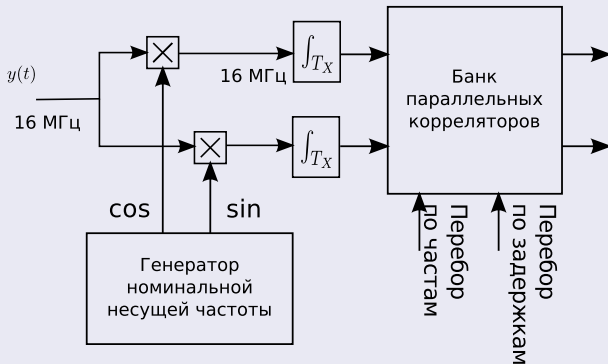 y(t)
16 МГц
16 МГц
∫T_X
∫T_X
Банк
параллельных
корреляторов
cos
sin
Генератор
номинальной
несущей частоты
Перебор
по частам
Перебор
по задержкам